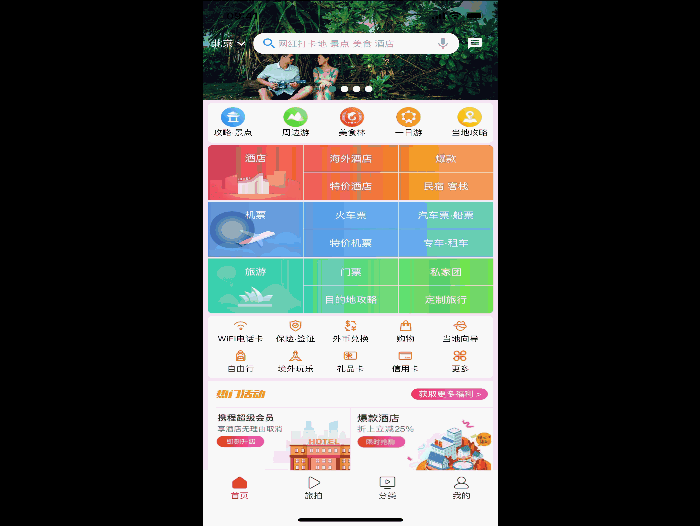 北京
网红打卡地 景点 美食 酒店
攻略·景点 周边游 美食林 一日游 当地攻略
酒店 海外酒店 爆款
特价酒店 民宿·客栈
机票 火车票 汽车票·船票
特价机票 专车·租车
旅游 门票 私家团
目的地攻略 定制旅行
WiFi电话卡 保险·签证 外币兑换 购物 当地向导
自由行 境外玩乐 礼品卡 信用卡 更多
热门活动 获取更多福利 >
携程超级会员 爆款酒店
享酒店无理由取消 折上立减25%
即刻升级 限时抢购
HOTEL
首页 旅拍 分类 我的